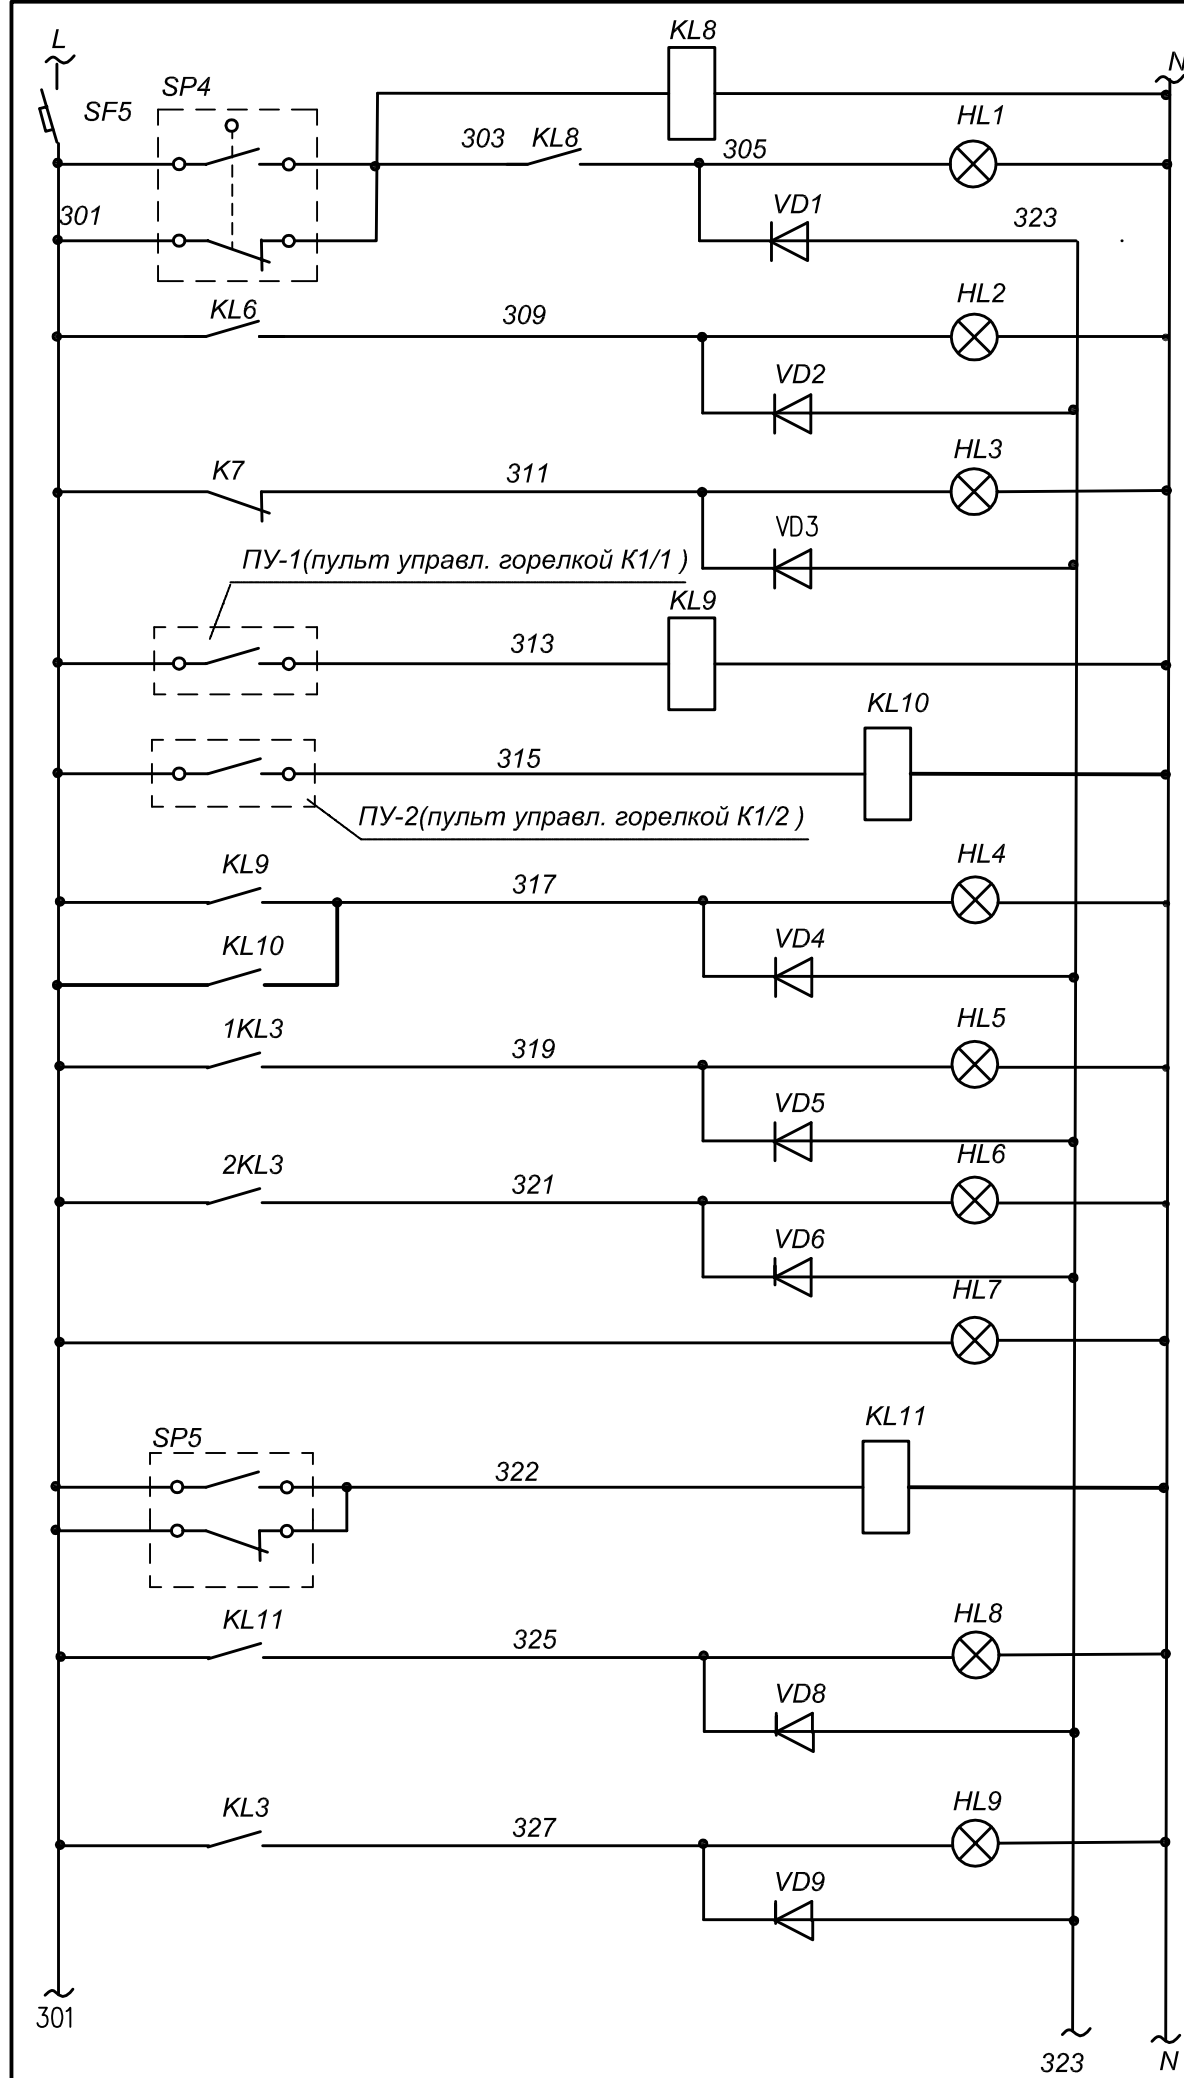 L
KL8
N
SP4
SF5
HL1
303
KL8
305
301
VD1
323
KL6
309
HL2
VD2
K7
311
HL3
VD3
ПУ-1(пульт управл. горелкой К1/1 )
KL9
313
KL10
315
ПУ-2(пульт управл. горелкой К1/2 )
KL9
317
HL4
KL10
VD4
1KL3
319
HL5
VD5
2KL3
321
HL6
VD6
HL7
KL11
SP5
322
KL11
325
HL8
VD8
KL3
327
HL9
VD9
301
323
N